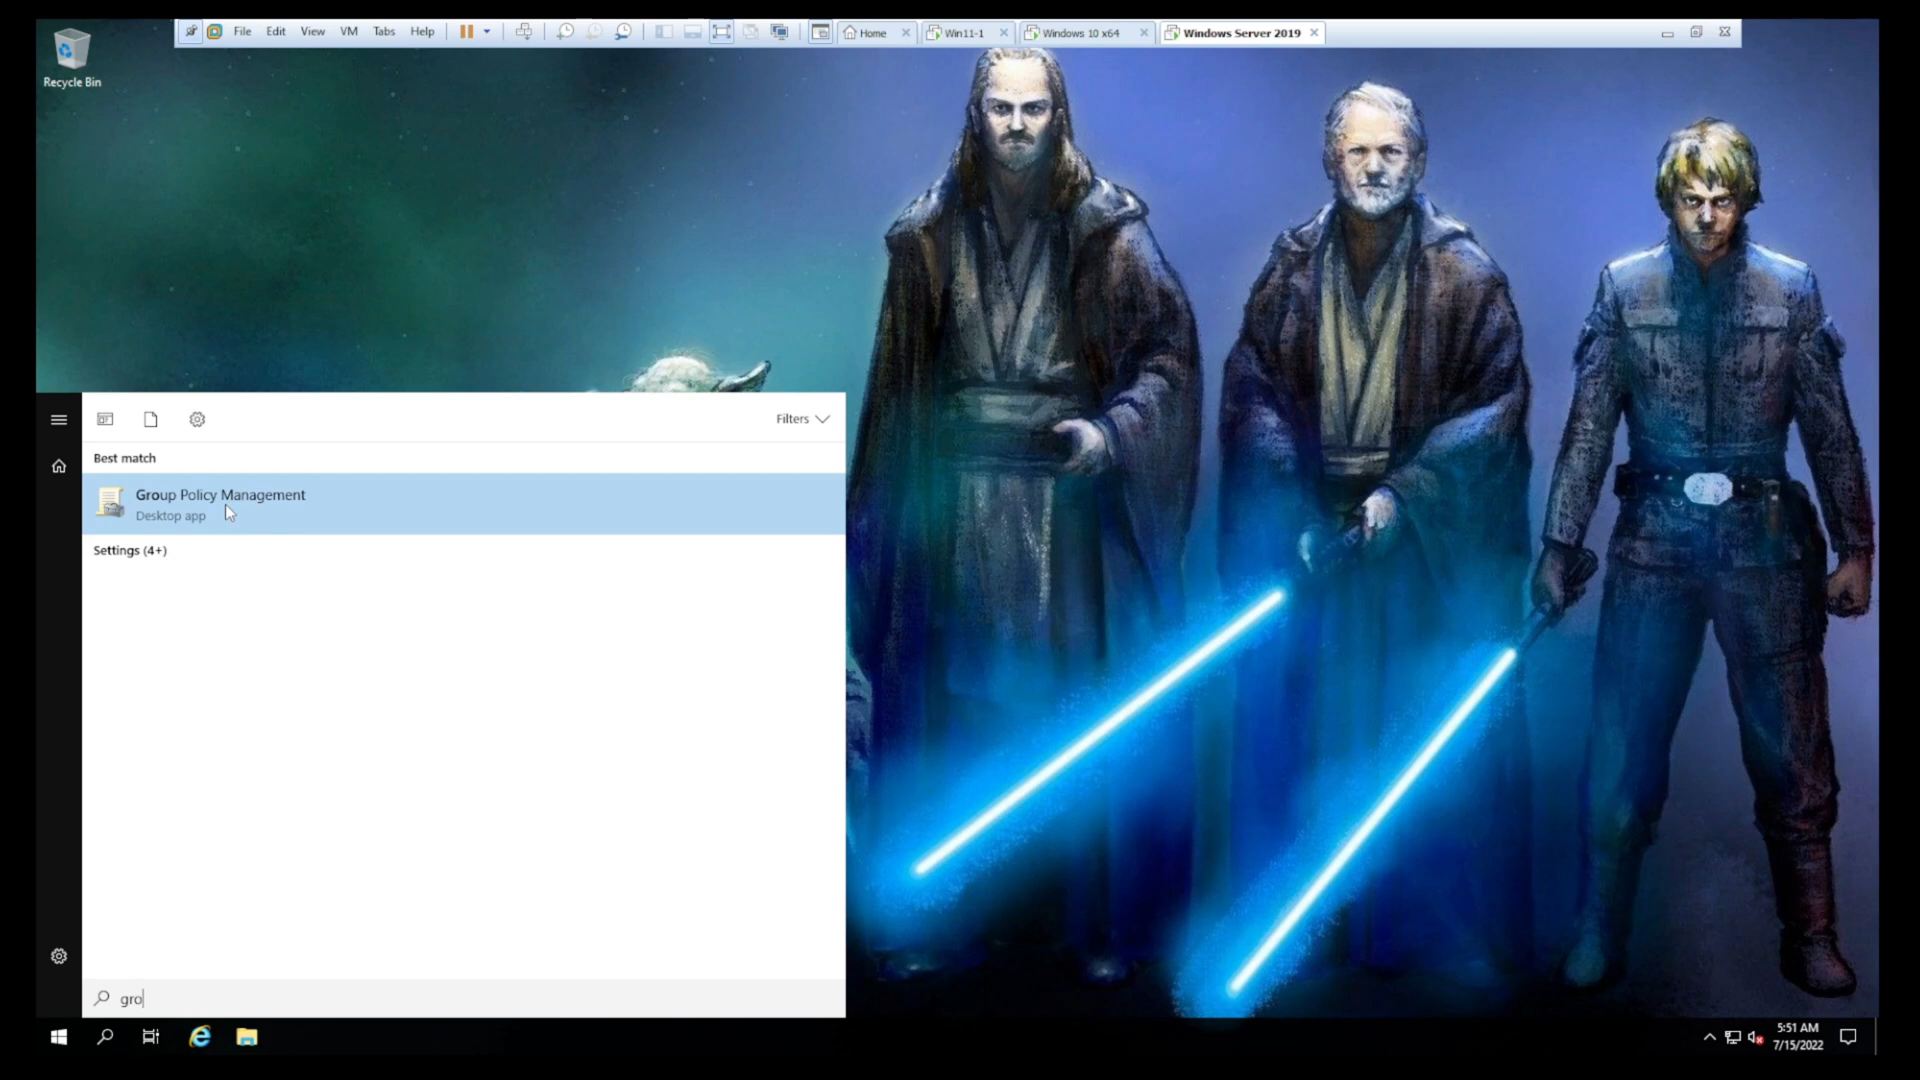 File Edit View VM Tabs Help
Home
Win11-1
Windows 10 x64
Windows Server 2019
Recycle Bin
Filters
Best match
Group Policy Management
Desktop app
Settings (4+)
gro
5:51 AM
7/15/2022